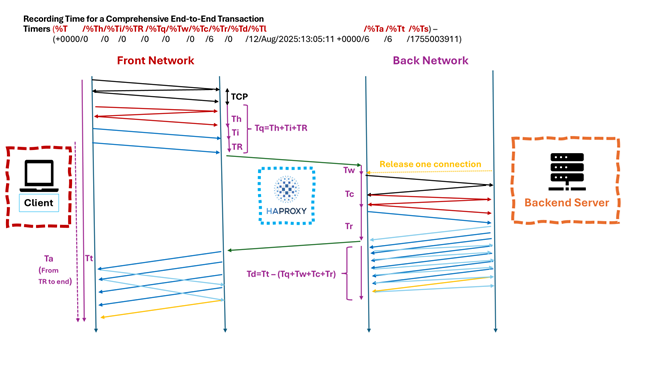 Recording Time for a Comprehensive End-to-End Transaction
Timers (%T /%Th/%Ti/%TR /%Tq/%Tw/%Tc/%Tr/%Td/%Tl /%Ta /%Tt /%Ts) –
(+0000/0 /0 /0 /0 /0 /0 /6 /0 /12/Aug/2025:13:05:11 +0000/6 /6 /1755003911)
Front Network
Back Network
TCP
Th
Ti
TR
Tq=Th+Ti+TR
Tw
Release one connection
Tc
Tr
Client
HAPROXY
Backend Server
Ta
(From
TR to end)
Tt
Td=Tt – (Tq+Tw+Tc+Tr)